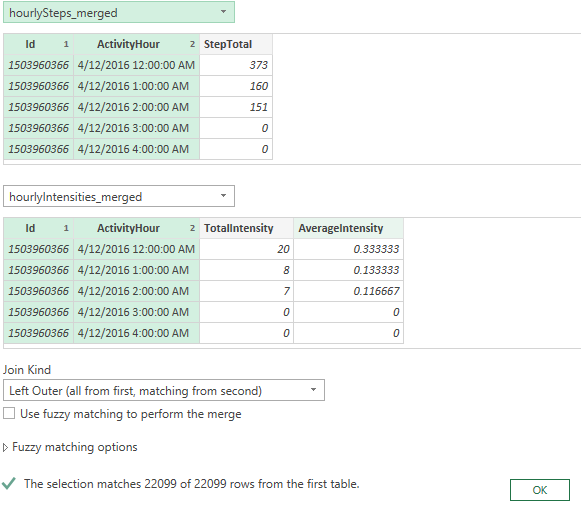 hourlySteps_merged
Id 1 ActivityHour 2 StepTotal
1503960366 4/12/2016 12:00:00 AM 373
1503960366 4/12/2016 1:00:00 AM 160
1503960366 4/12/2016 2:00:00 AM 151
1503960366 4/12/2016 3:00:00 AM 0
1503960366 4/12/2016 4:00:00 AM 0
hourlyIntensities_merged
Id 1 ActivityHour 2 TotalIntensity AverageIntensity
1503960366 4/12/2016 12:00:00 AM 20 0.333333
1503960366 4/12/2016 1:00:00 AM 8 0.133333
1503960366 4/12/2016 2:00:00 AM 7 0.116667
1503960366 4/12/2016 3:00:00 AM 0 0
1503960366 4/12/2016 4:00:00 AM 0 0
Join Kind
Left Outer (all from first, matching from second)
Use fuzzy matching to perform the merge
Fuzzy matching options
The selection matches 22099 of 22099 rows from the first table.
OK